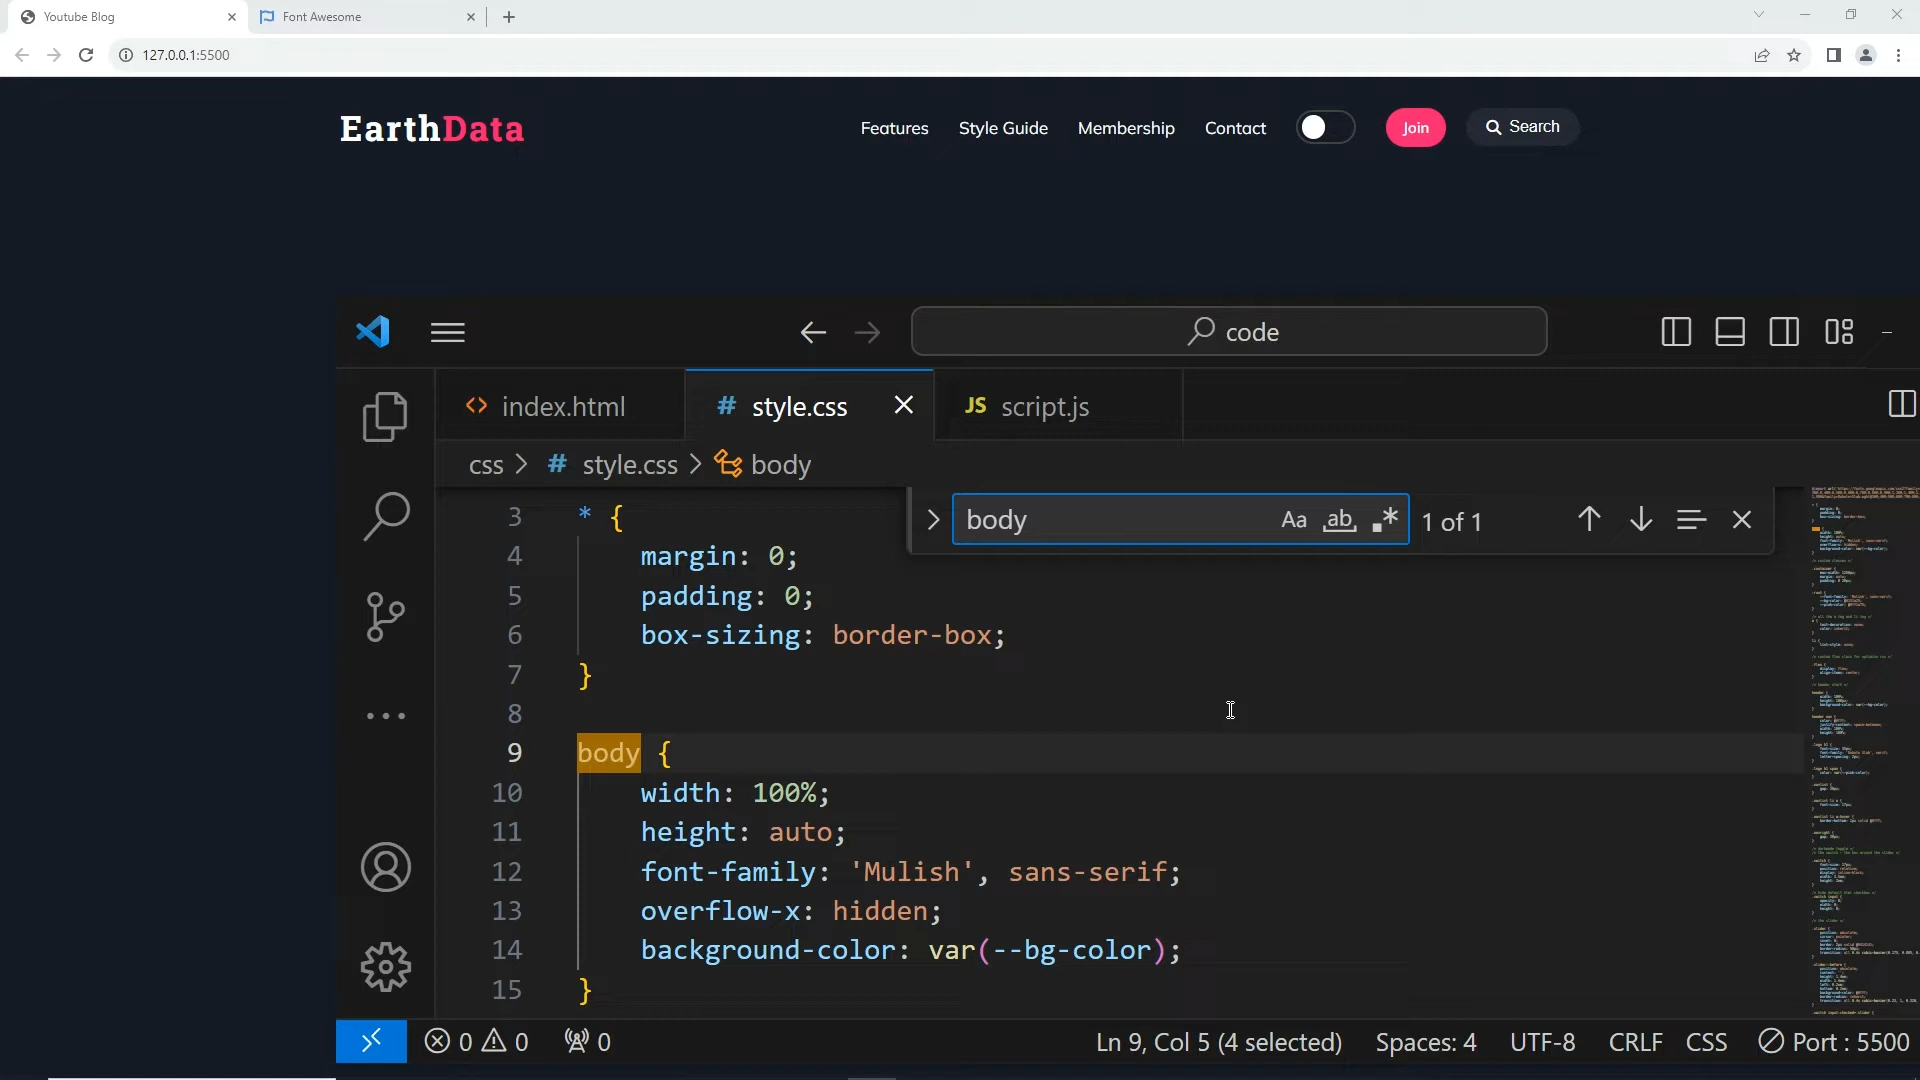 Youtube Blog
Font Awesome
127.0.0.1:5500
EarthData
Features
Style Guide
Membership
Contact
Join
Search
code
<> index.html
# style.css
JS script.js
css > # style.css > body
body Aa ab .* 1 of 1
3 * {
4 margin: 0;
5 padding: 0;
6 box-sizing: border-box;
7 }
8
9 body {
10 width: 100%;
11 height: auto;
12 font-family: 'Mulish', sans-serif;
13 overflow-x: hidden;
14 background-color: var(--bg-color);
15 }
0 0 0 Ln 9, Col 5 (4 selected) Spaces: 4 UTF-8 CRLF CSS Port : 5500